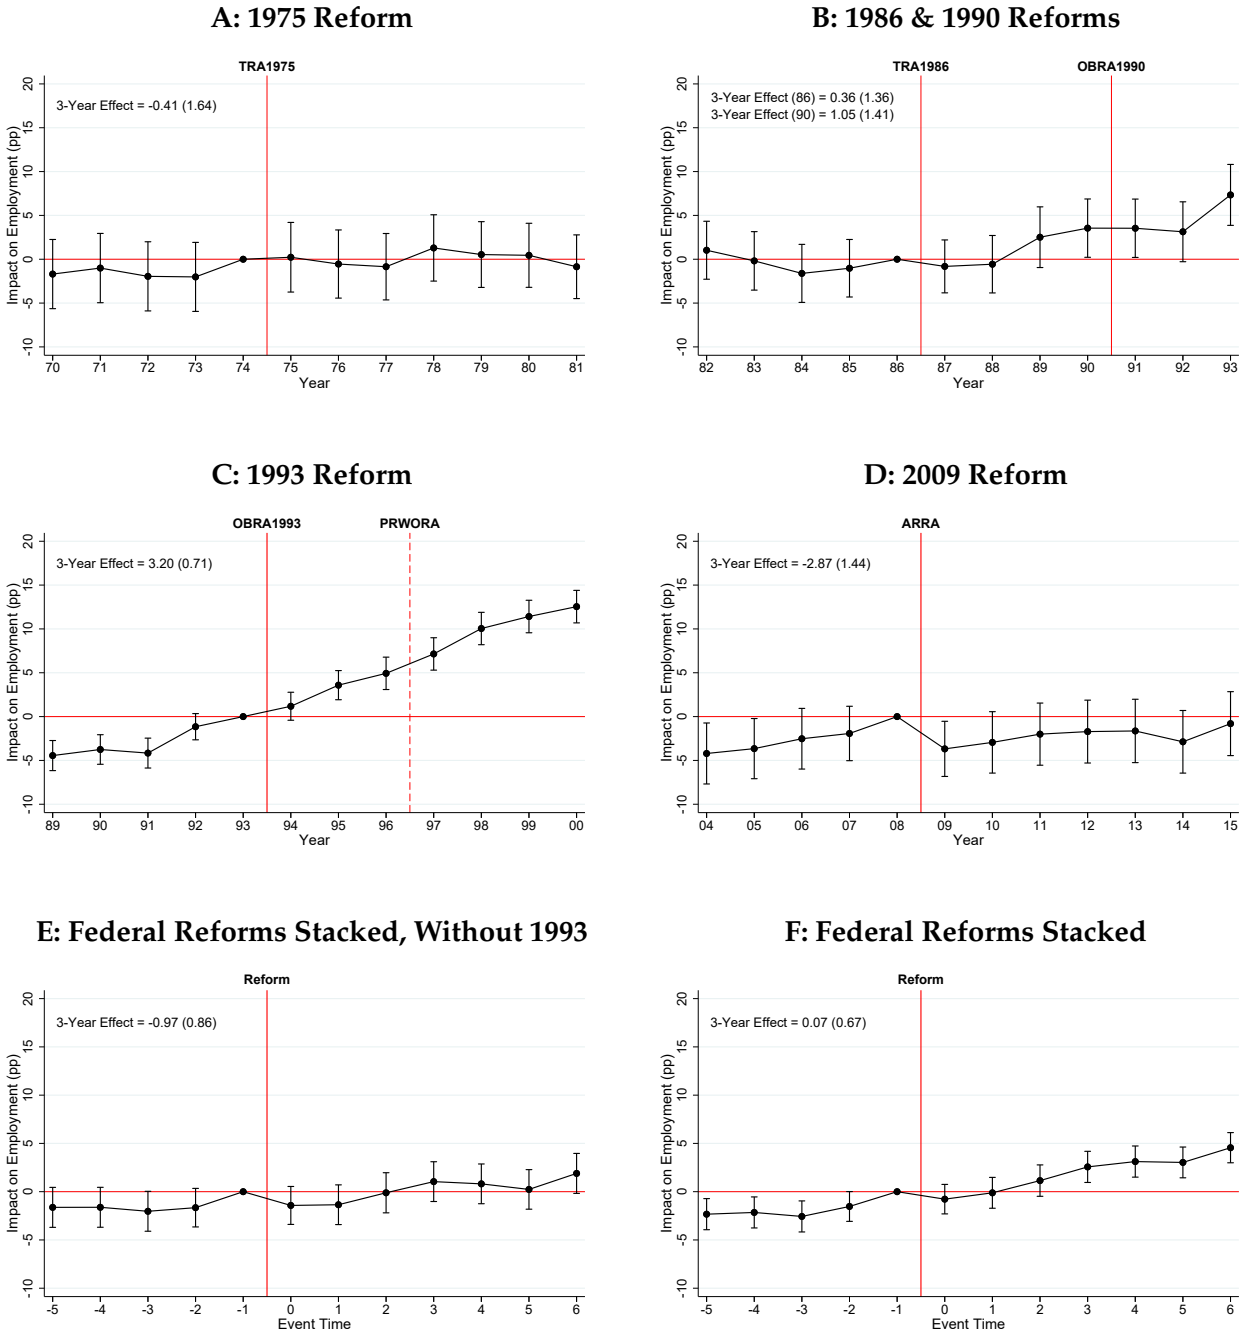 A: 1975 Reform
TRA1975
3-Year Effect = -0.41 (1.64)
Impact on Employment (pp)
20
15
10
5
0
-5
-10
70 71 72 73 74 75 76 77 78 79 80 81
Year
B: 1986 & 1990 Reforms
TRA1986 OBRA1990
3-Year Effect (86) = 0.36 (1.36)
3-Year Effect (90) = 1.05 (1.41)
Impact on Employment (pp)
20
15
10
5
0
-5
-10
82 83 84 85 86 87 88 89 90 91 92 93
Year
C: 1993 Reform
OBRA1993 PRWORA
3-Year Effect = 3.20 (0.71)
Impact on Employment (pp)
20
15
10
5
0
-5
-10
89 90 91 92 93 94 95 96 97 98 99 00
Year
D: 2009 Reform
ARRA
3-Year Effect = -2.87 (1.44)
Impact on Employment (pp)
20
15
10
5
0
-5
-10
04 05 06 07 08 09 10 11 12 13 14 15
Year
E: Federal Reforms Stacked, Without 1993
Reform
3-Year Effect = -0.97 (0.86)
Impact on Employment (pp)
20
15
10
5
0
-5
-10
-5 -4 -3 -2 -1 0 1 2 3 4 5 6
Event Time
F: Federal Reforms Stacked
Reform
3-Year Effect = 0.07 (0.67)
Impact on Employment (pp)
20
15
10
5
0
-5
-10
-5 -4 -3 -2 -1 0 1 2 3 4 5 6
Event Time